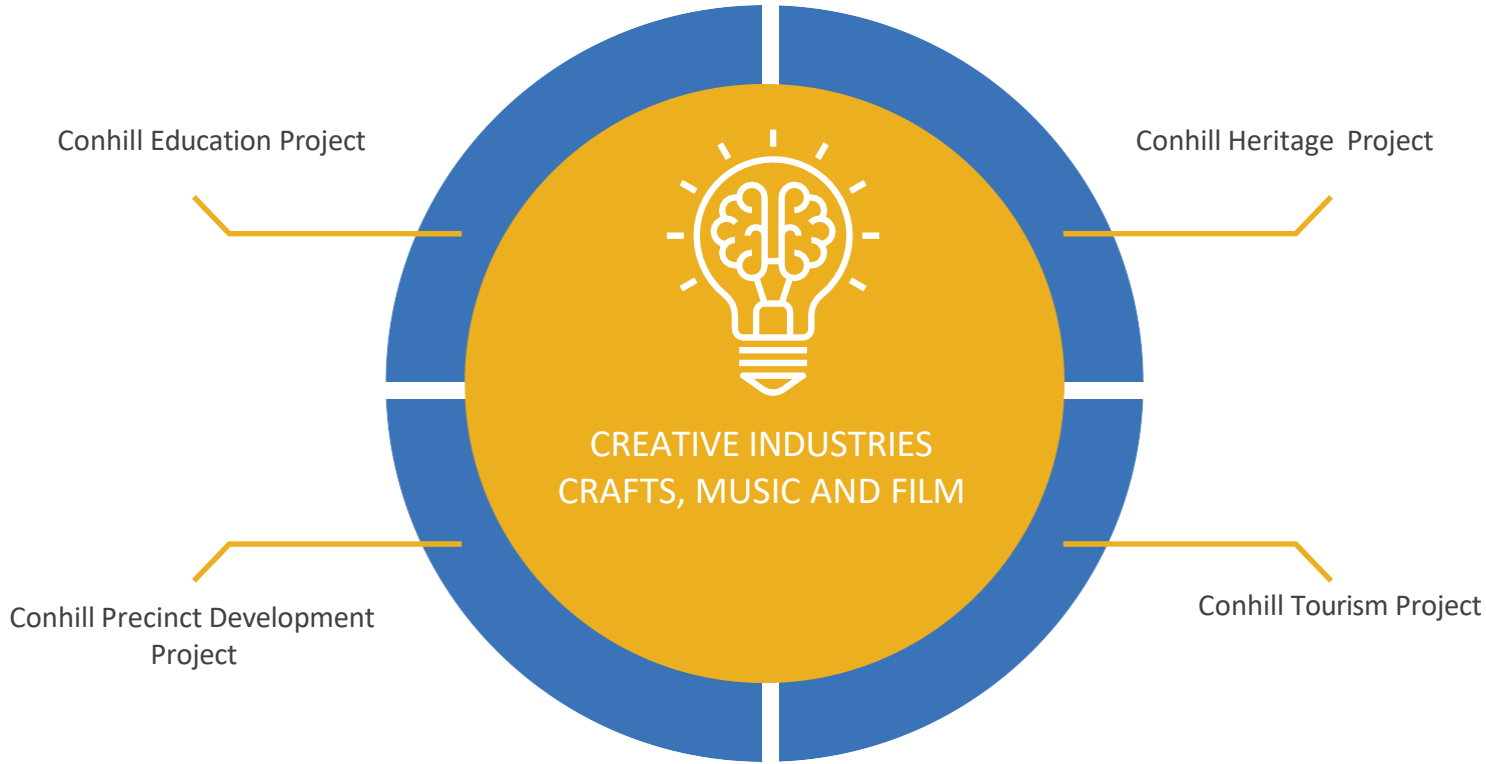 Conhill Education Project
Conhill Heritage  Project
CREATIVE INDUSTRIES
CRAFTS, MUSIC AND FILM
Conhill Precinct Development
Project
Conhill Tourism Project